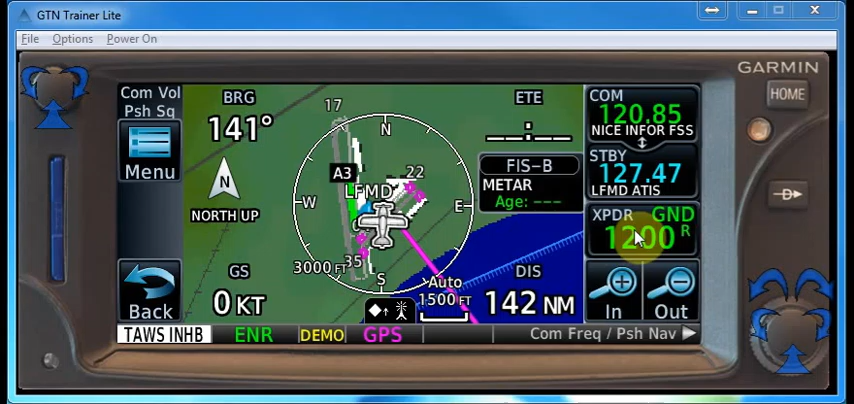 GTN Trainer Lite
File Options Power On
GARMIN
Com Vol
Psh Sq
Menu
Back
BRG
141°
N
NORTH UP
GS
0 KT
17
N
A3
22
LFMD
W
E
3000 FT
35
S
Auto
1500 FT
ETE
__:__
FIS-B
METAR
Age: ---
DIS
142 NM
COM
120.85
NICE INFOR FSS
STBY
127.47
LFMD ATIS
XPDR GND
1200 R
In
Out
HOME
D
TAWS INHB ENR DEMO GPS Com Freq / Psh Nav